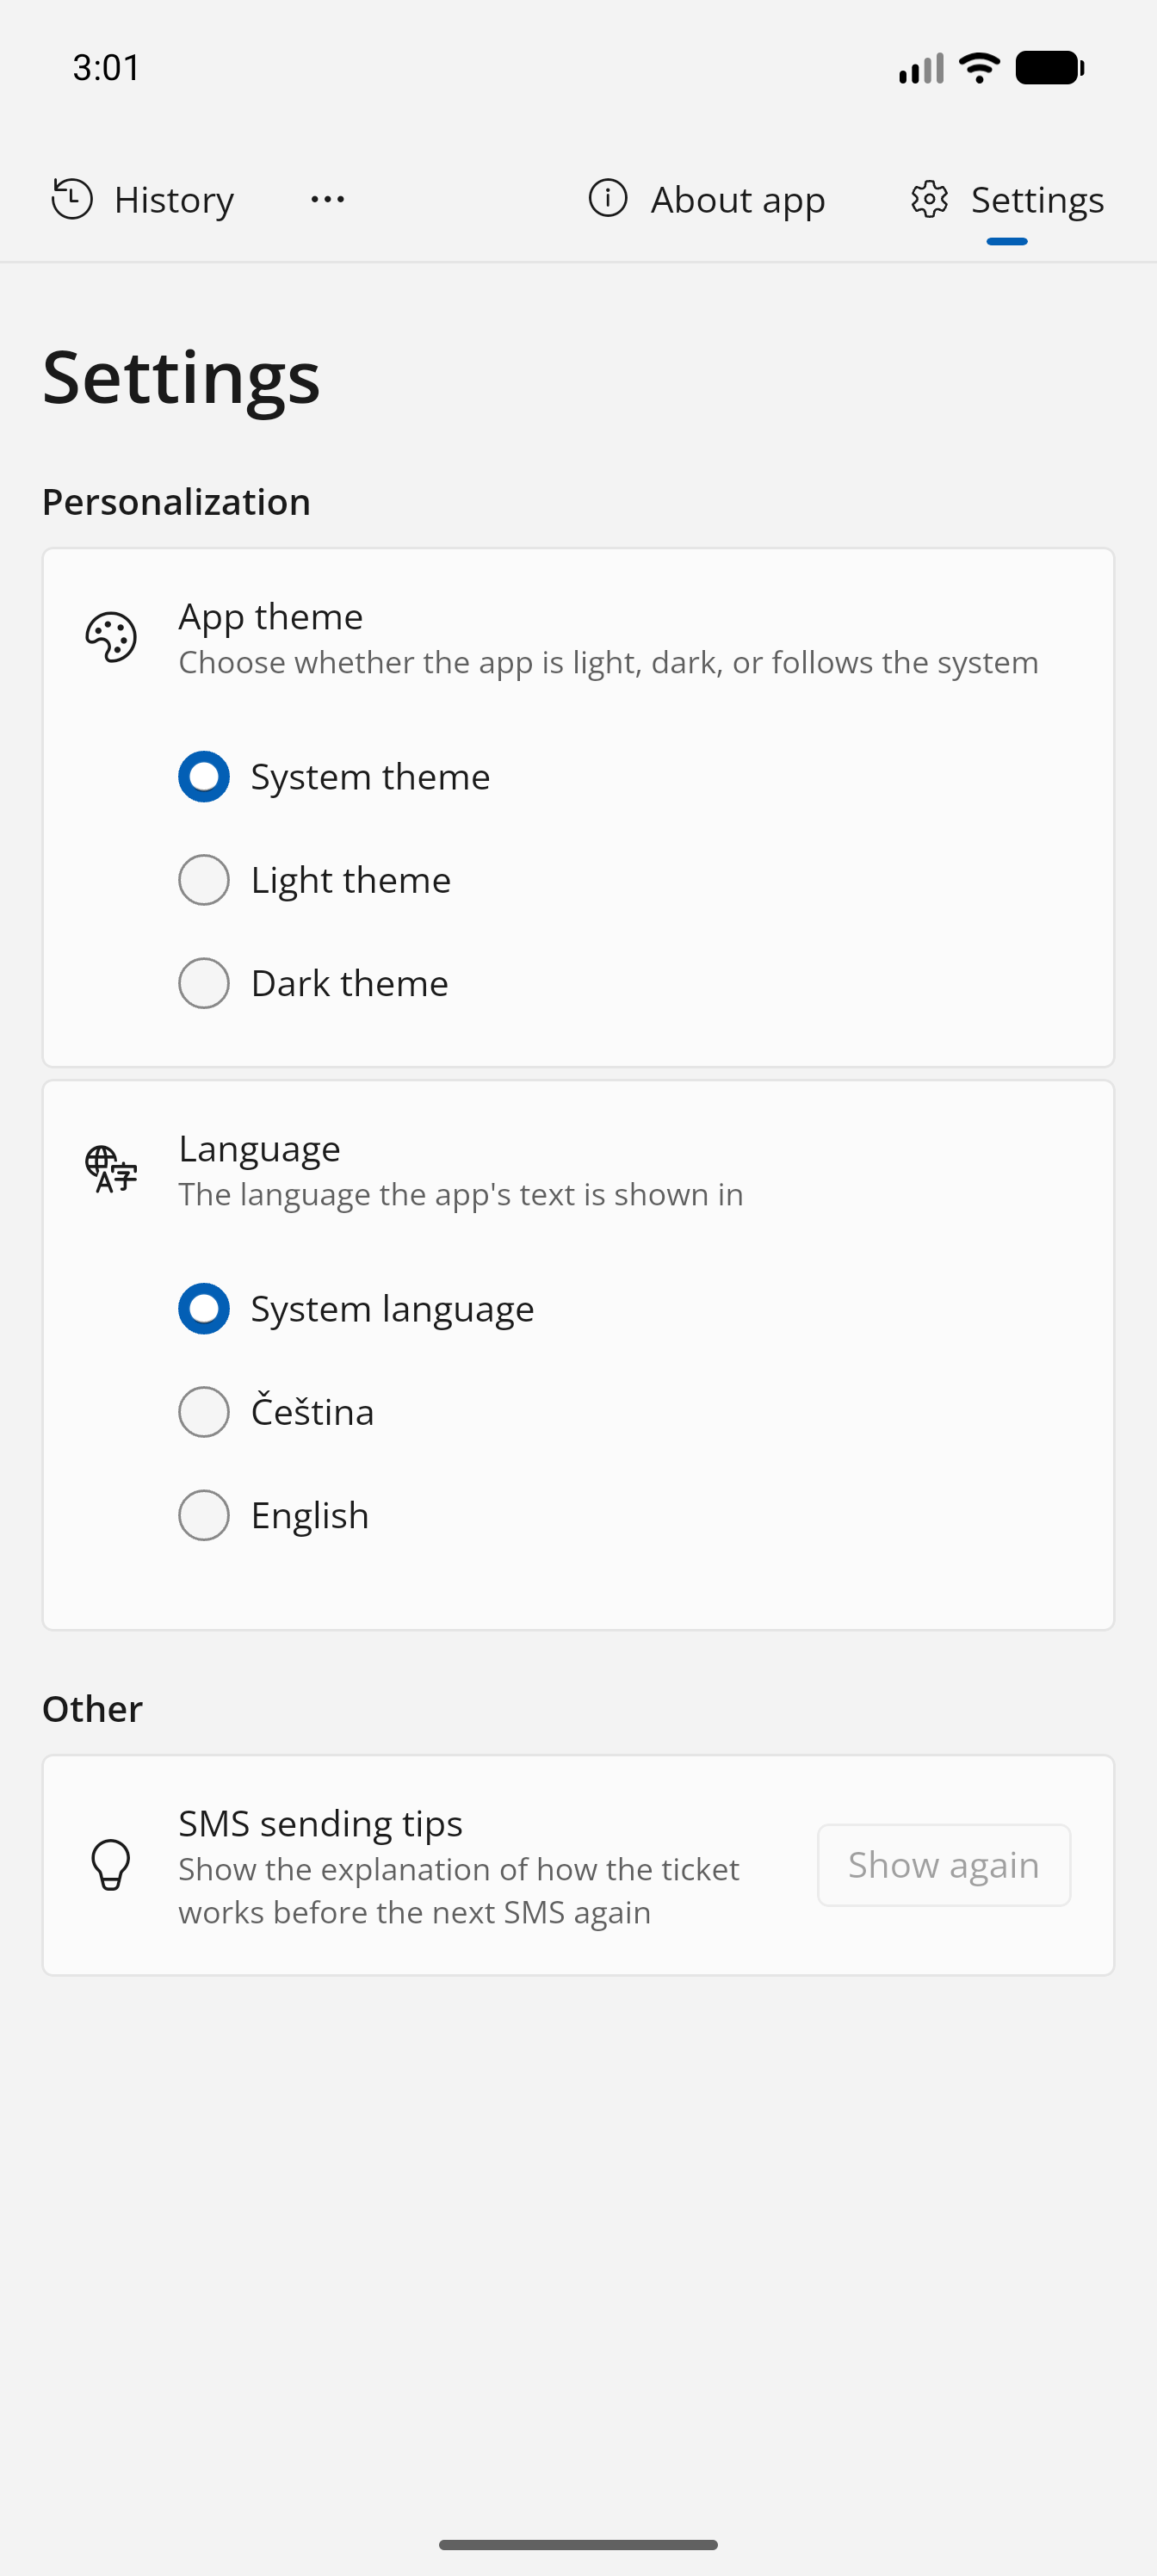 3:01
History
About app
Settings
Settings
Personalization
App theme
Choose whether the app is light, dark, or follows the system
System theme
Light theme
Dark theme
Language
The language the app's text is shown in
System language
Čeština
English
Other
SMS sending tips
Show the explanation of how the ticket
works before the next SMS again
Show again